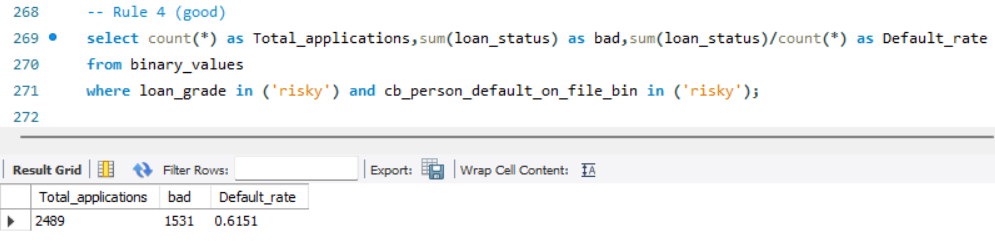 268 -- Rule 4 (good)
269 select count(*) as Total_applications,sum(loan_status) as bad,sum(loan_status)/count(*) as Default_rate
270 from binary_values
271 where loan_grade in ('risky') and cb_person_default_on_file_bin in ('risky');
272
Result Grid Filter Rows: Export: Wrap Cell Content: IA
Total_applications bad Default_rate
2489 1531 0.6151